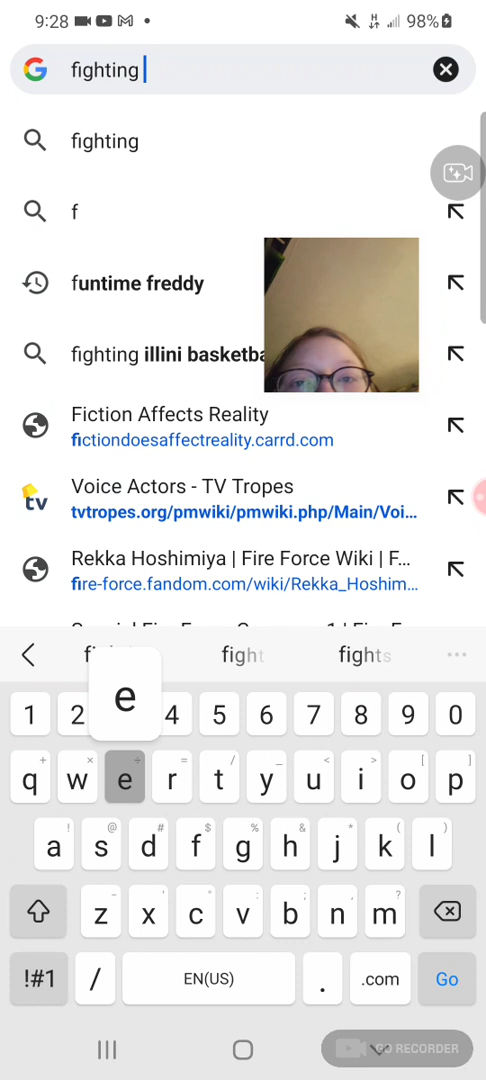 9:28 98%
fighting
fighting
f
funtime freddy
fighting illini basketba
Fiction Affects Reality
fictiondoesaffectreality.carrd.com
tv
Voice Actors - TV Tropes
tvtropes.org/pmwiki/pmwiki.php/Main/Voi...
Rekka Hoshimiya | Fire Force Wiki | F...
fire-force.fandom.com/wiki/Rekka_Hoshim...
fight fights
e
1 2 4 5 6 7 8 9 0
+ × ÷ = / _ < > [ ]
q w e r t y u i o p
! @ # $ % ^ & * ( )
a s d f g h j k l
- ' " : ; , ?
z x c v b n m
!#1 / EN(US) . .com Go
GO RECORDER